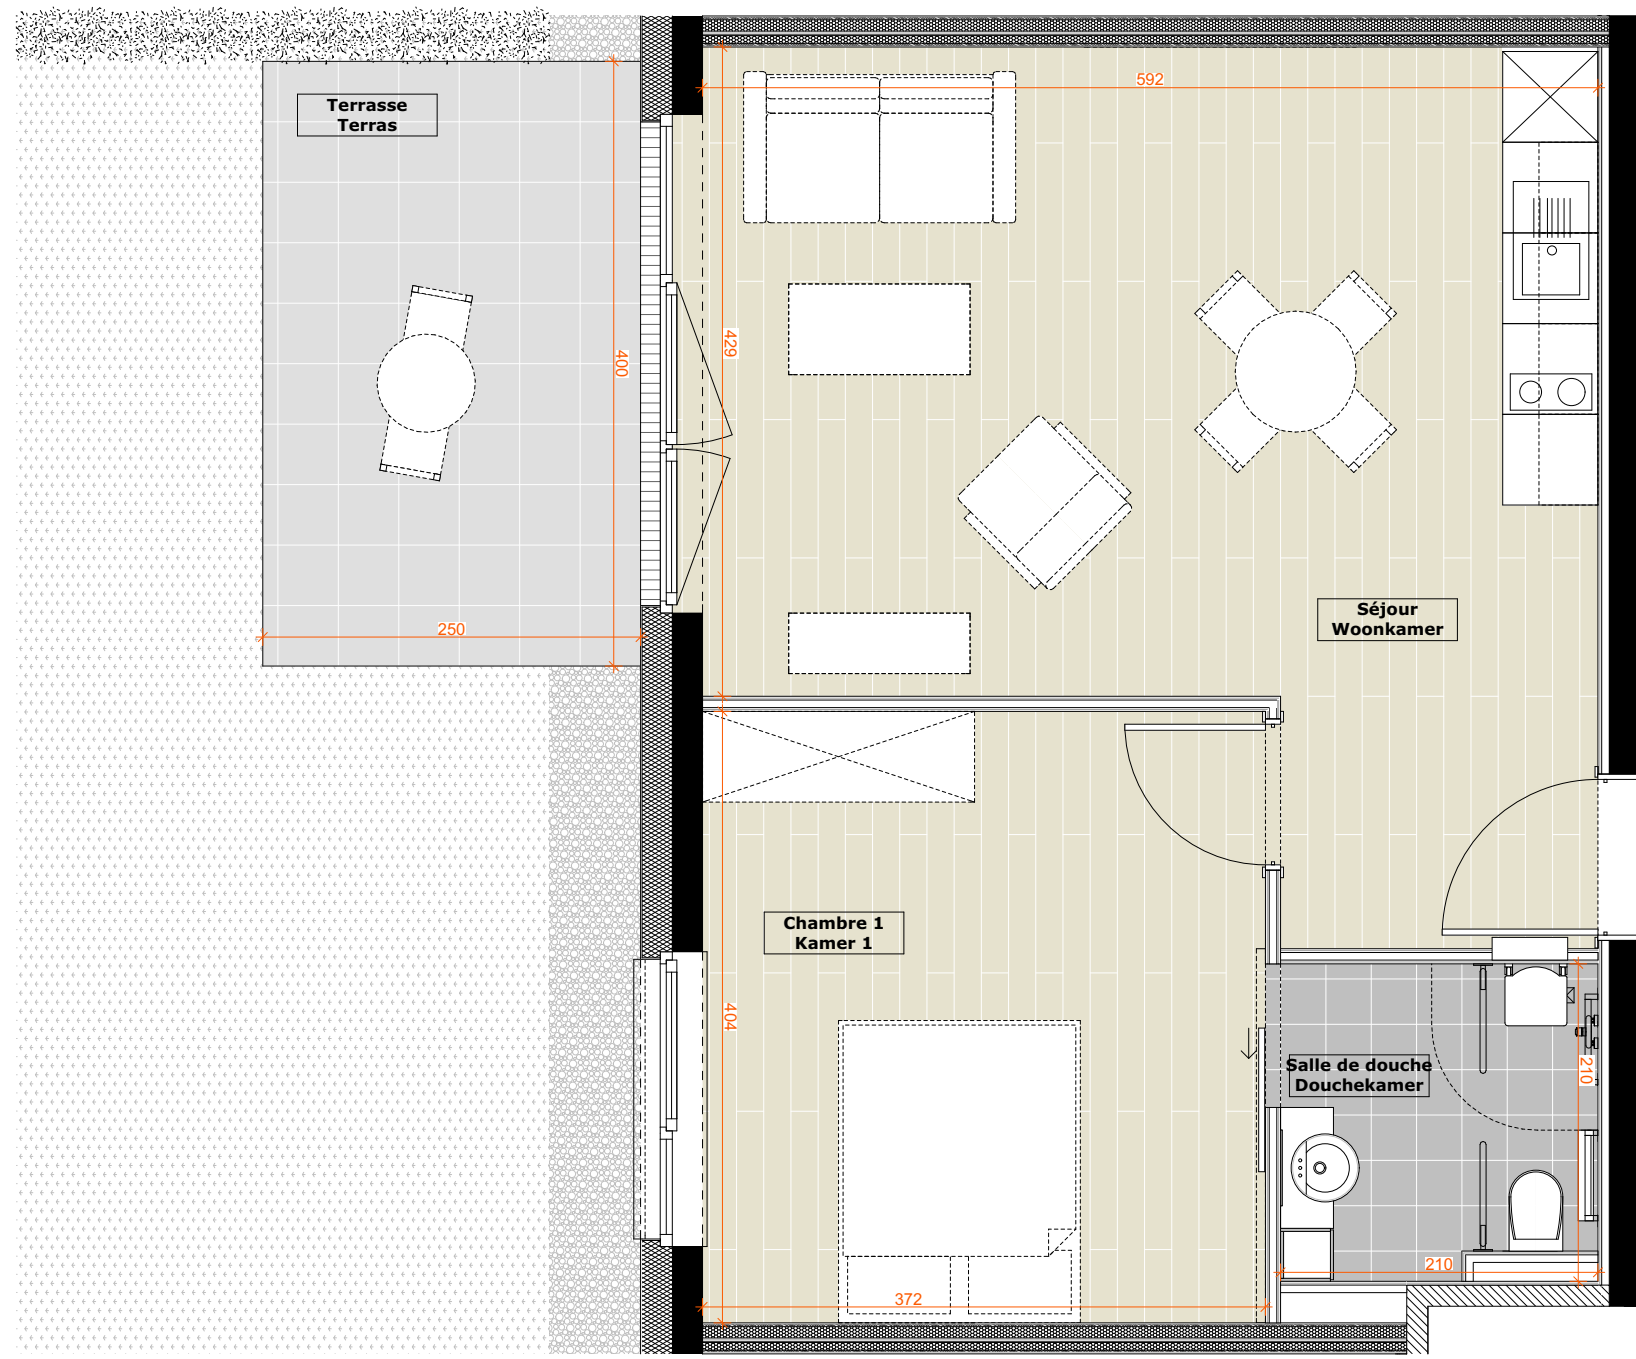 Terrasse
Terras
592
429
400
250
Séjour
Woonkamer
Chambre 1
Kamer 1
404
Salle de douche
Douchekamer
210
210
372